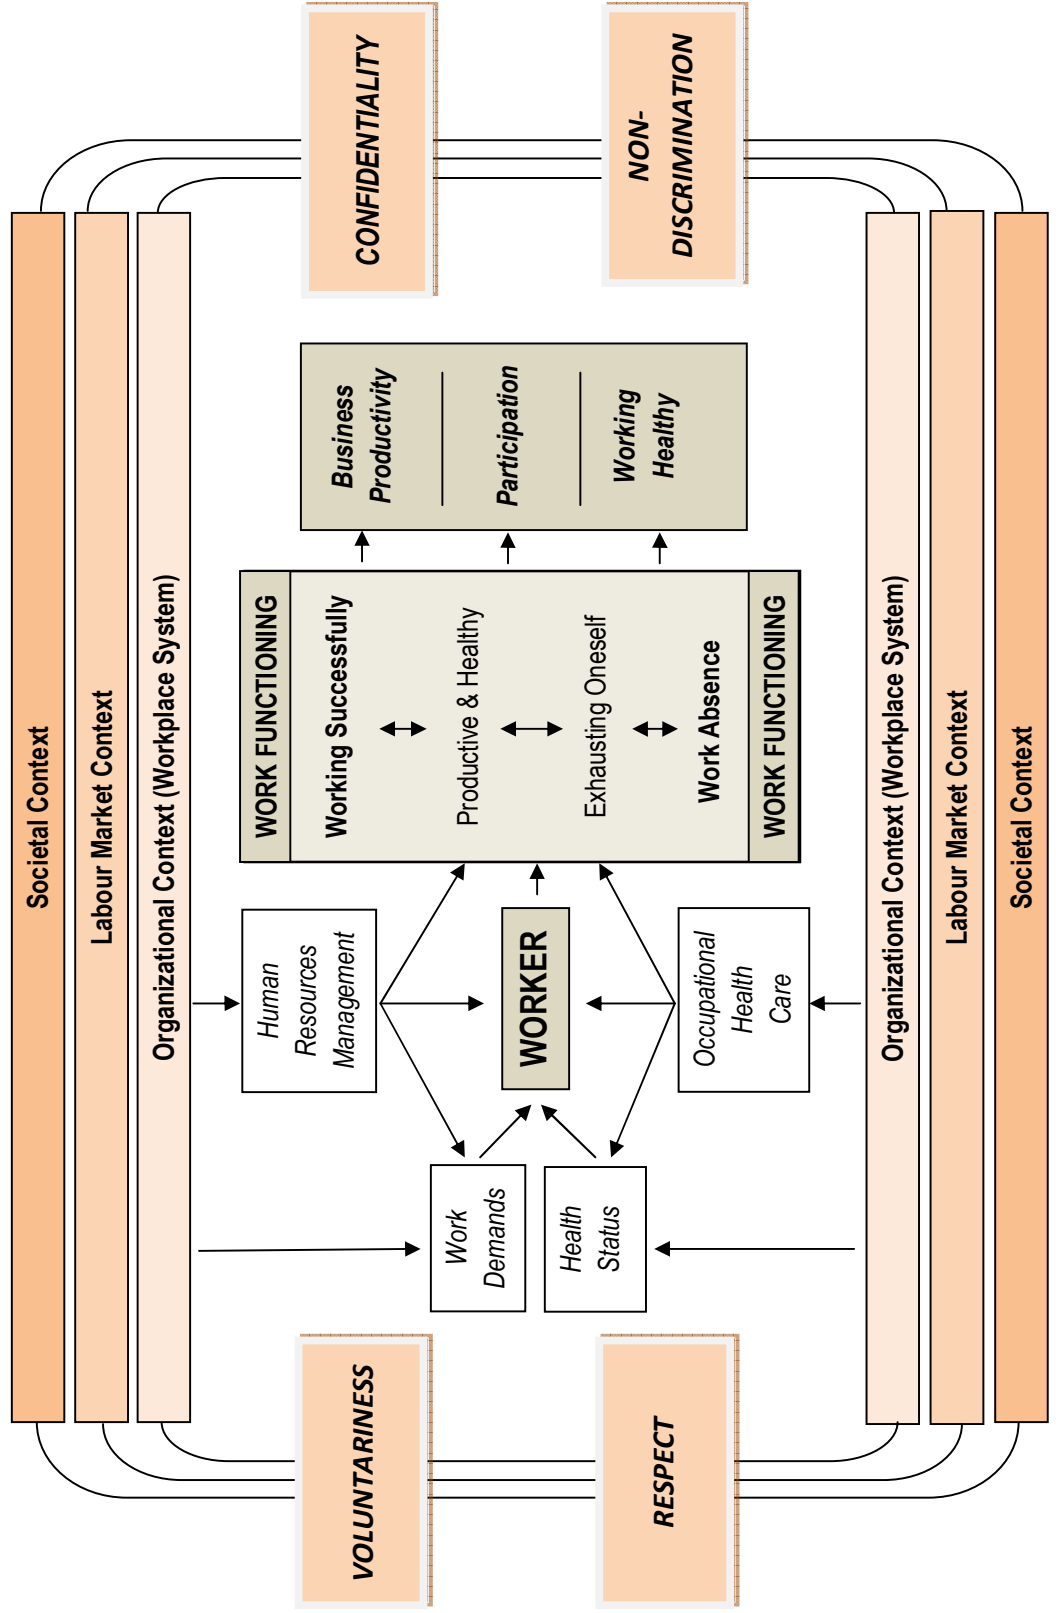 Societal Context
Labour Market Context
Organizational Context (Workplace System)
VOLUNTARINESS
RESPECT
Work
Demands
Health
Status
Human
Resources
Management
WORKER
Occupational
Health
Care
WORK FUNCTIONING
Working Successfully
Productive & Healthy
Exhausting Oneself
Work Absence
WORK FUNCTIONING
Business
Productivity
Participation
Working
Healthy
CONFIDENTIALITY
NON-
DISCRIMINATION
Organizational Context (Workplace System)
Labour Market Context
Societal Context